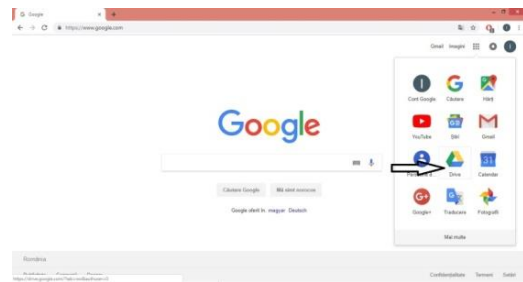 Google
https://www.google.com
Gmail Imagini
Cont Google Căutare Hărți
YouTube Știri Gmail
Drive Calendar
Google+ Traducere Fotografii
Mai multe
Google
Căutare Google Mă simt norocos
Google oferit în magyar Deutsch
România
Confidențialitate Termeni Setări